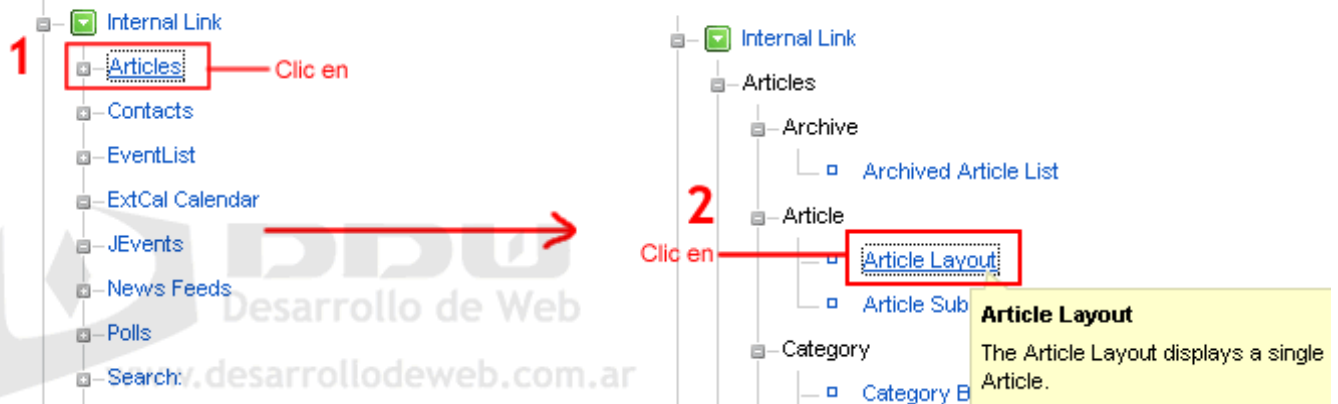 Internal Link
1
Articles
Clic en
Contacts
EventList
ExtCal Calendar
JEvents
News Feeds
Polls
Search:
DDW
Desarrollo de Web
www.desarrollodeweb.com.ar
Internal Link
Articles
Archive
Archived Article List
2
Article
Clic en
Article Layout
Article Sub
Category
Category B
Article Layout
The Article Layout displays a single
Article.